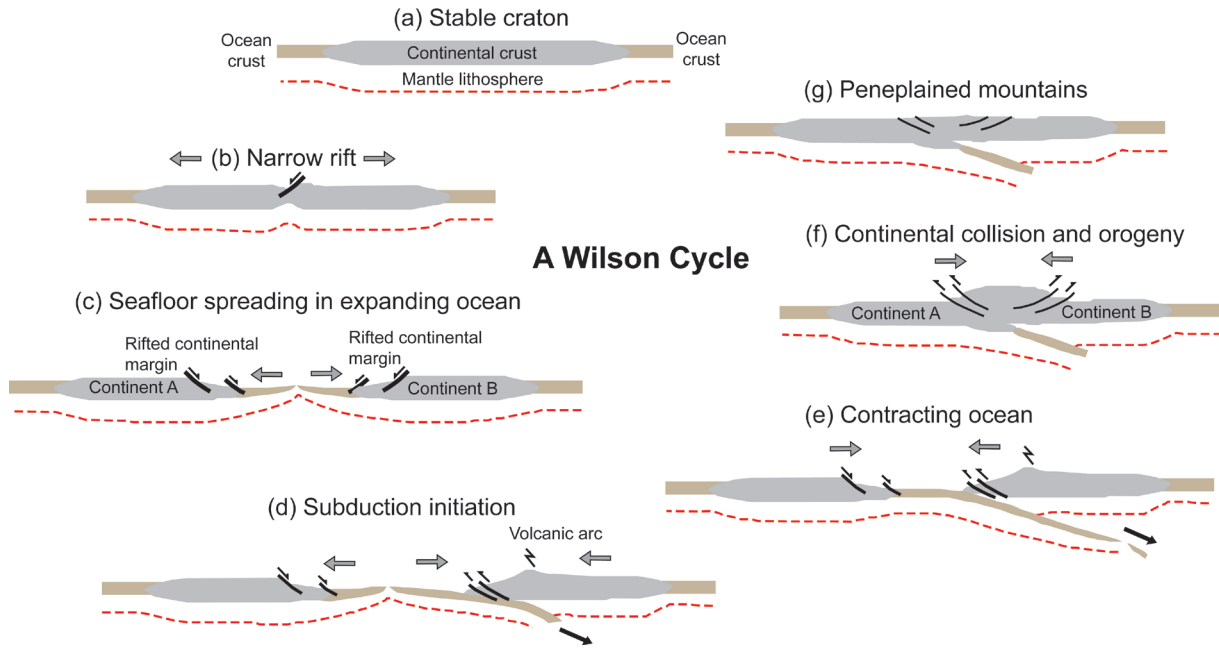 (a) Stable craton
Ocean
crust
Continental crust
Ocean
crust
Mantle lithosphere
(b) Narrow rift
A Wilson Cycle
(c) Seafloor spreading in expanding ocean
Rifted continental
margin
Rifted continental
margin
Continent A
Continent B
(d) Subduction initiation
Volcanic arc
(e) Contracting ocean
(f) Continental collision and orogeny
Continent A
Continent B
(g) Peneplained mountains